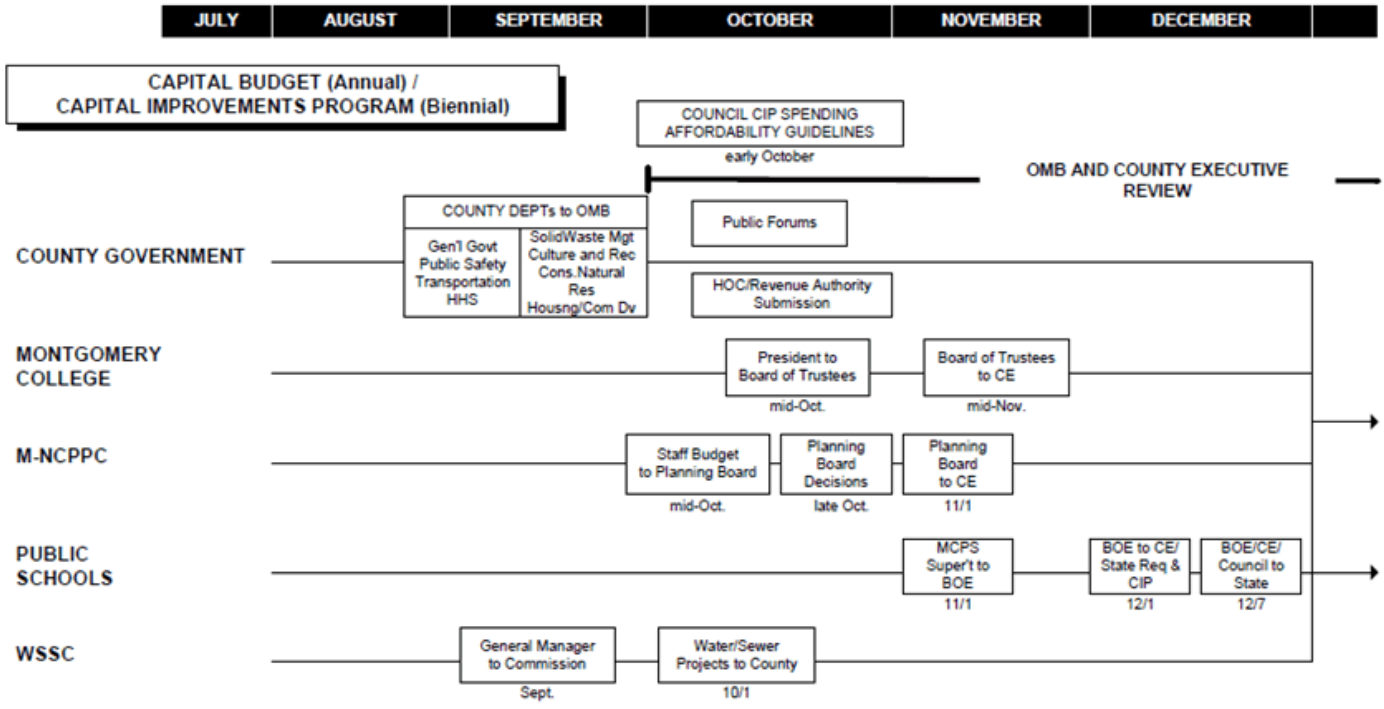 JULY AUGUST SEPTEMBER OCTOBER NOVEMBER DECEMBER
CAPITAL BUDGET (Annual) /
CAPITAL IMPROVEMENTS PROGRAM (Biennial)
COUNCIL CIP SPENDING
AFFORDABILITY GUIDELINES
early October
OMB AND COUNTY EXECUTIVE
REVIEW
COUNTY GOVERNMENT
COUNTY DEPTs to OMB
Gen'l Govt
Public Safety
Transportation
HHS
SolidWaste Mgt
Culture and Rec
Cons.Natural
Res
Housng/Com Dv
Public Forums
HOC/Revenue Authority
Submission
MONTGOMERY
COLLEGE
President to
Board of Trustees
mid-Oct.
Board of Trustees
to CE
mid-Nov.
M-NCPPC
Staff Budget
to Planning Board
mid-Oct.
Planning
Board
Decisions
late Oct.
Planning
Board
to CE
11/1
PUBLIC
SCHOOLS
MCPS
Super't to
BOE
11/1
BOE to CE/
State Req &
CIP
12/1
BOE/CE/
Council to
State
12/7
WSSC
General Manager
to Commission
Sept.
Water/Sewer
Projects to County
10/1